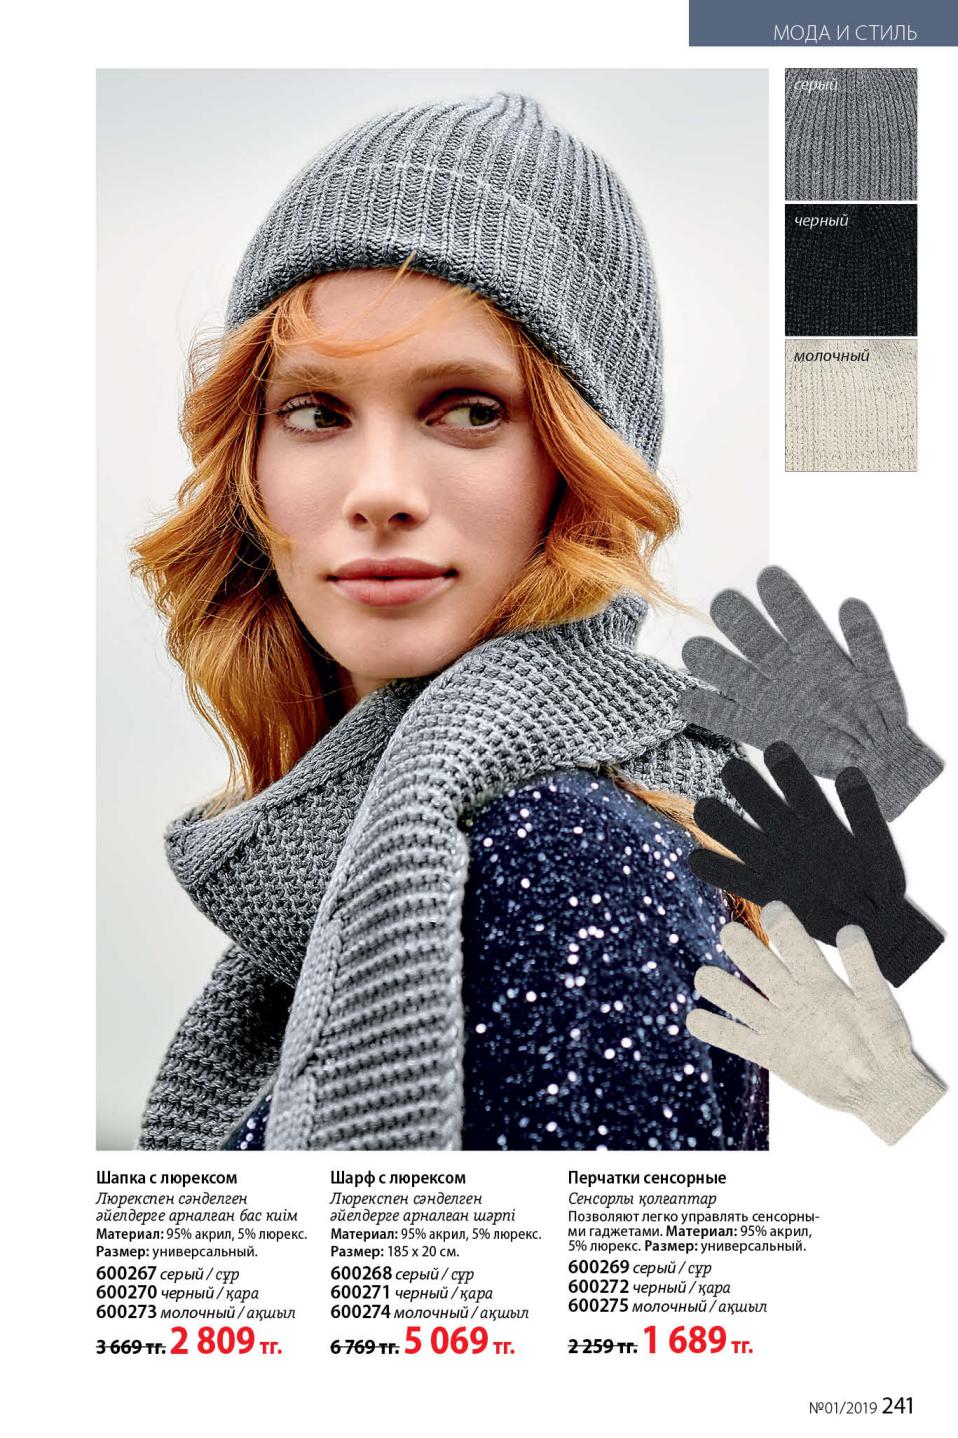 МОДА И СТИЛЬ
серый
черный
молочный
Шапка с люрексом
Люрекспен сәнделген
әйелдерге арналған бас киім
Материал: 95% акрил, 5% люрекс.
Размер: универсальный.
600267 серый / сұр
600270 черный / қара
600273 молочный / ақшыл
3 669 тг. 2 809 тг.
Шарф с люрексом
Люрекспен сәнделген
әйелдерге арналған шәрпі
Материал: 95% акрил, 5% люрекс.
Размер: 185 х 20 см.
600268 серый / сұр
600271 черный / қара
600274 молочный / ақшыл
6 769 тг. 5 069 тг.
Перчатки сенсорные
Сенсорлы қолғаптар
Позволяют легко управлять сенсорны-
ми гаджетами. Материал: 95% акрил,
5% люрекс. Размер: универсальный.
600269 серый / сұр
600272 черный / қара
600275 молочный / ақшыл
2 259 тг. 1 689 тг.
№01/2019 241